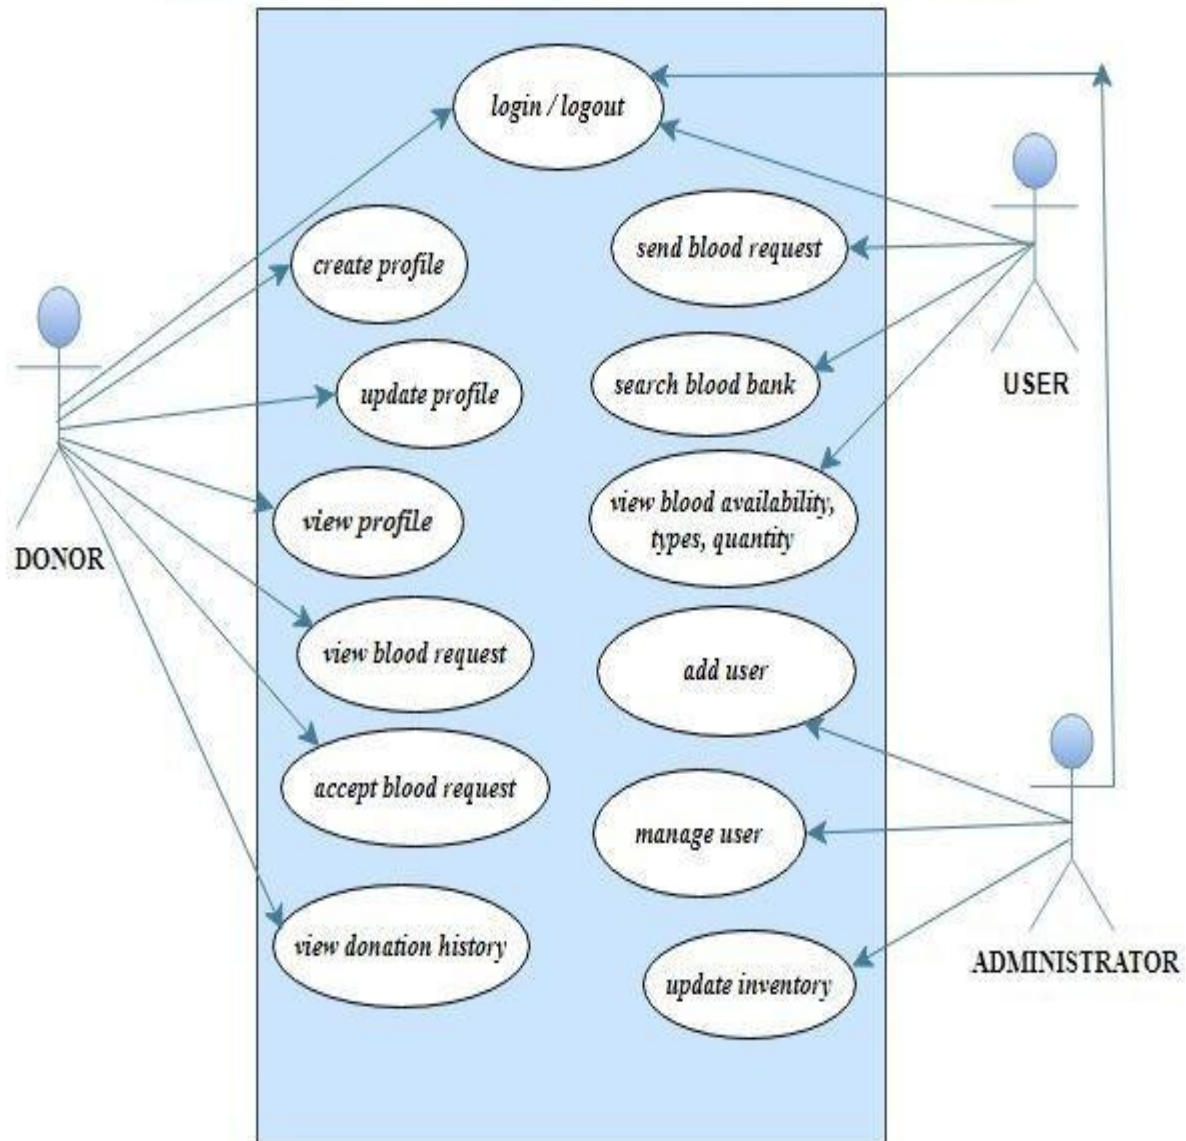 login / logout
create profile
send blood request
update profile
search blood bank
USER
view profile
view blood availability,
types, quantity
DONOR
view blood request
add user
accept blood request
manage user
view donation history
update inventory
ADMINISTRATOR